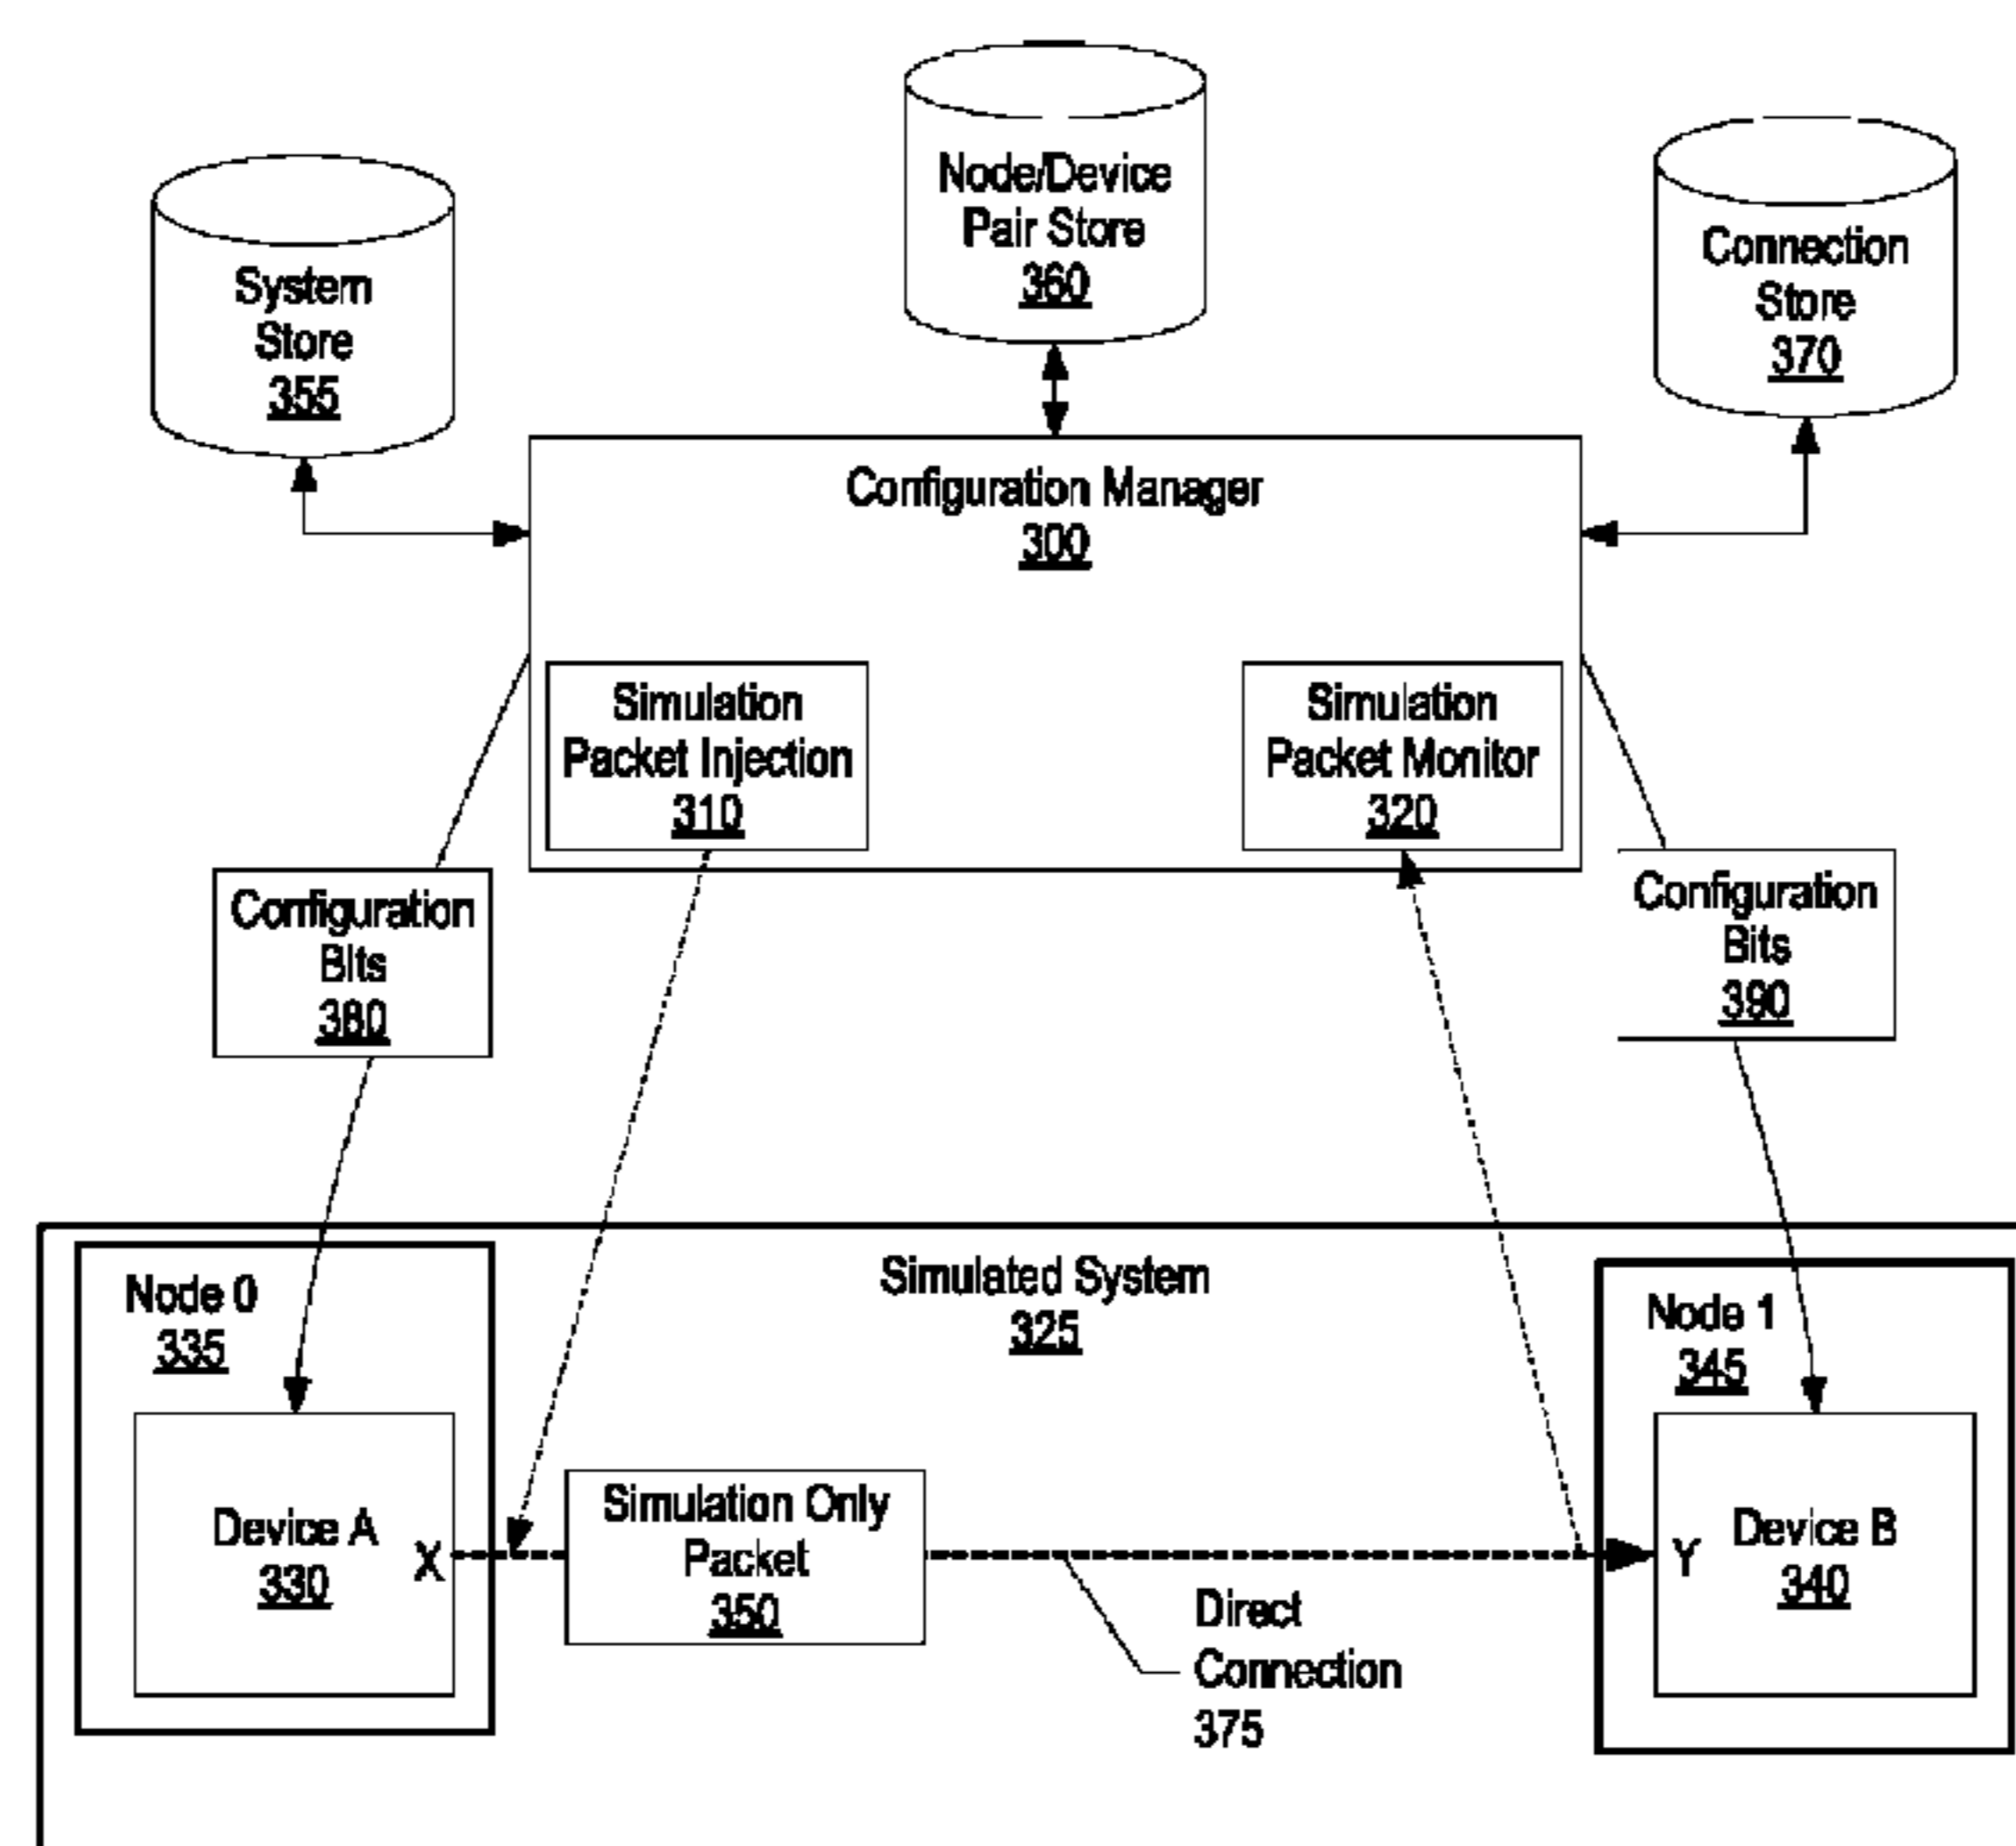 Node/Device
Pair Store
360
System
Store
355
Connection
Store
370
Configuration Manager
300
Simulation
Packet Injection
310
Simulation
Packet Monitor
320
Configuration
Bits
380
Configuration
Bits
390
Simulated System
325
Node 0
335
Node 1
345
Device A
330
X
Simulation Only
Packet
350
Y
Device B
340
Direct
Connection
375